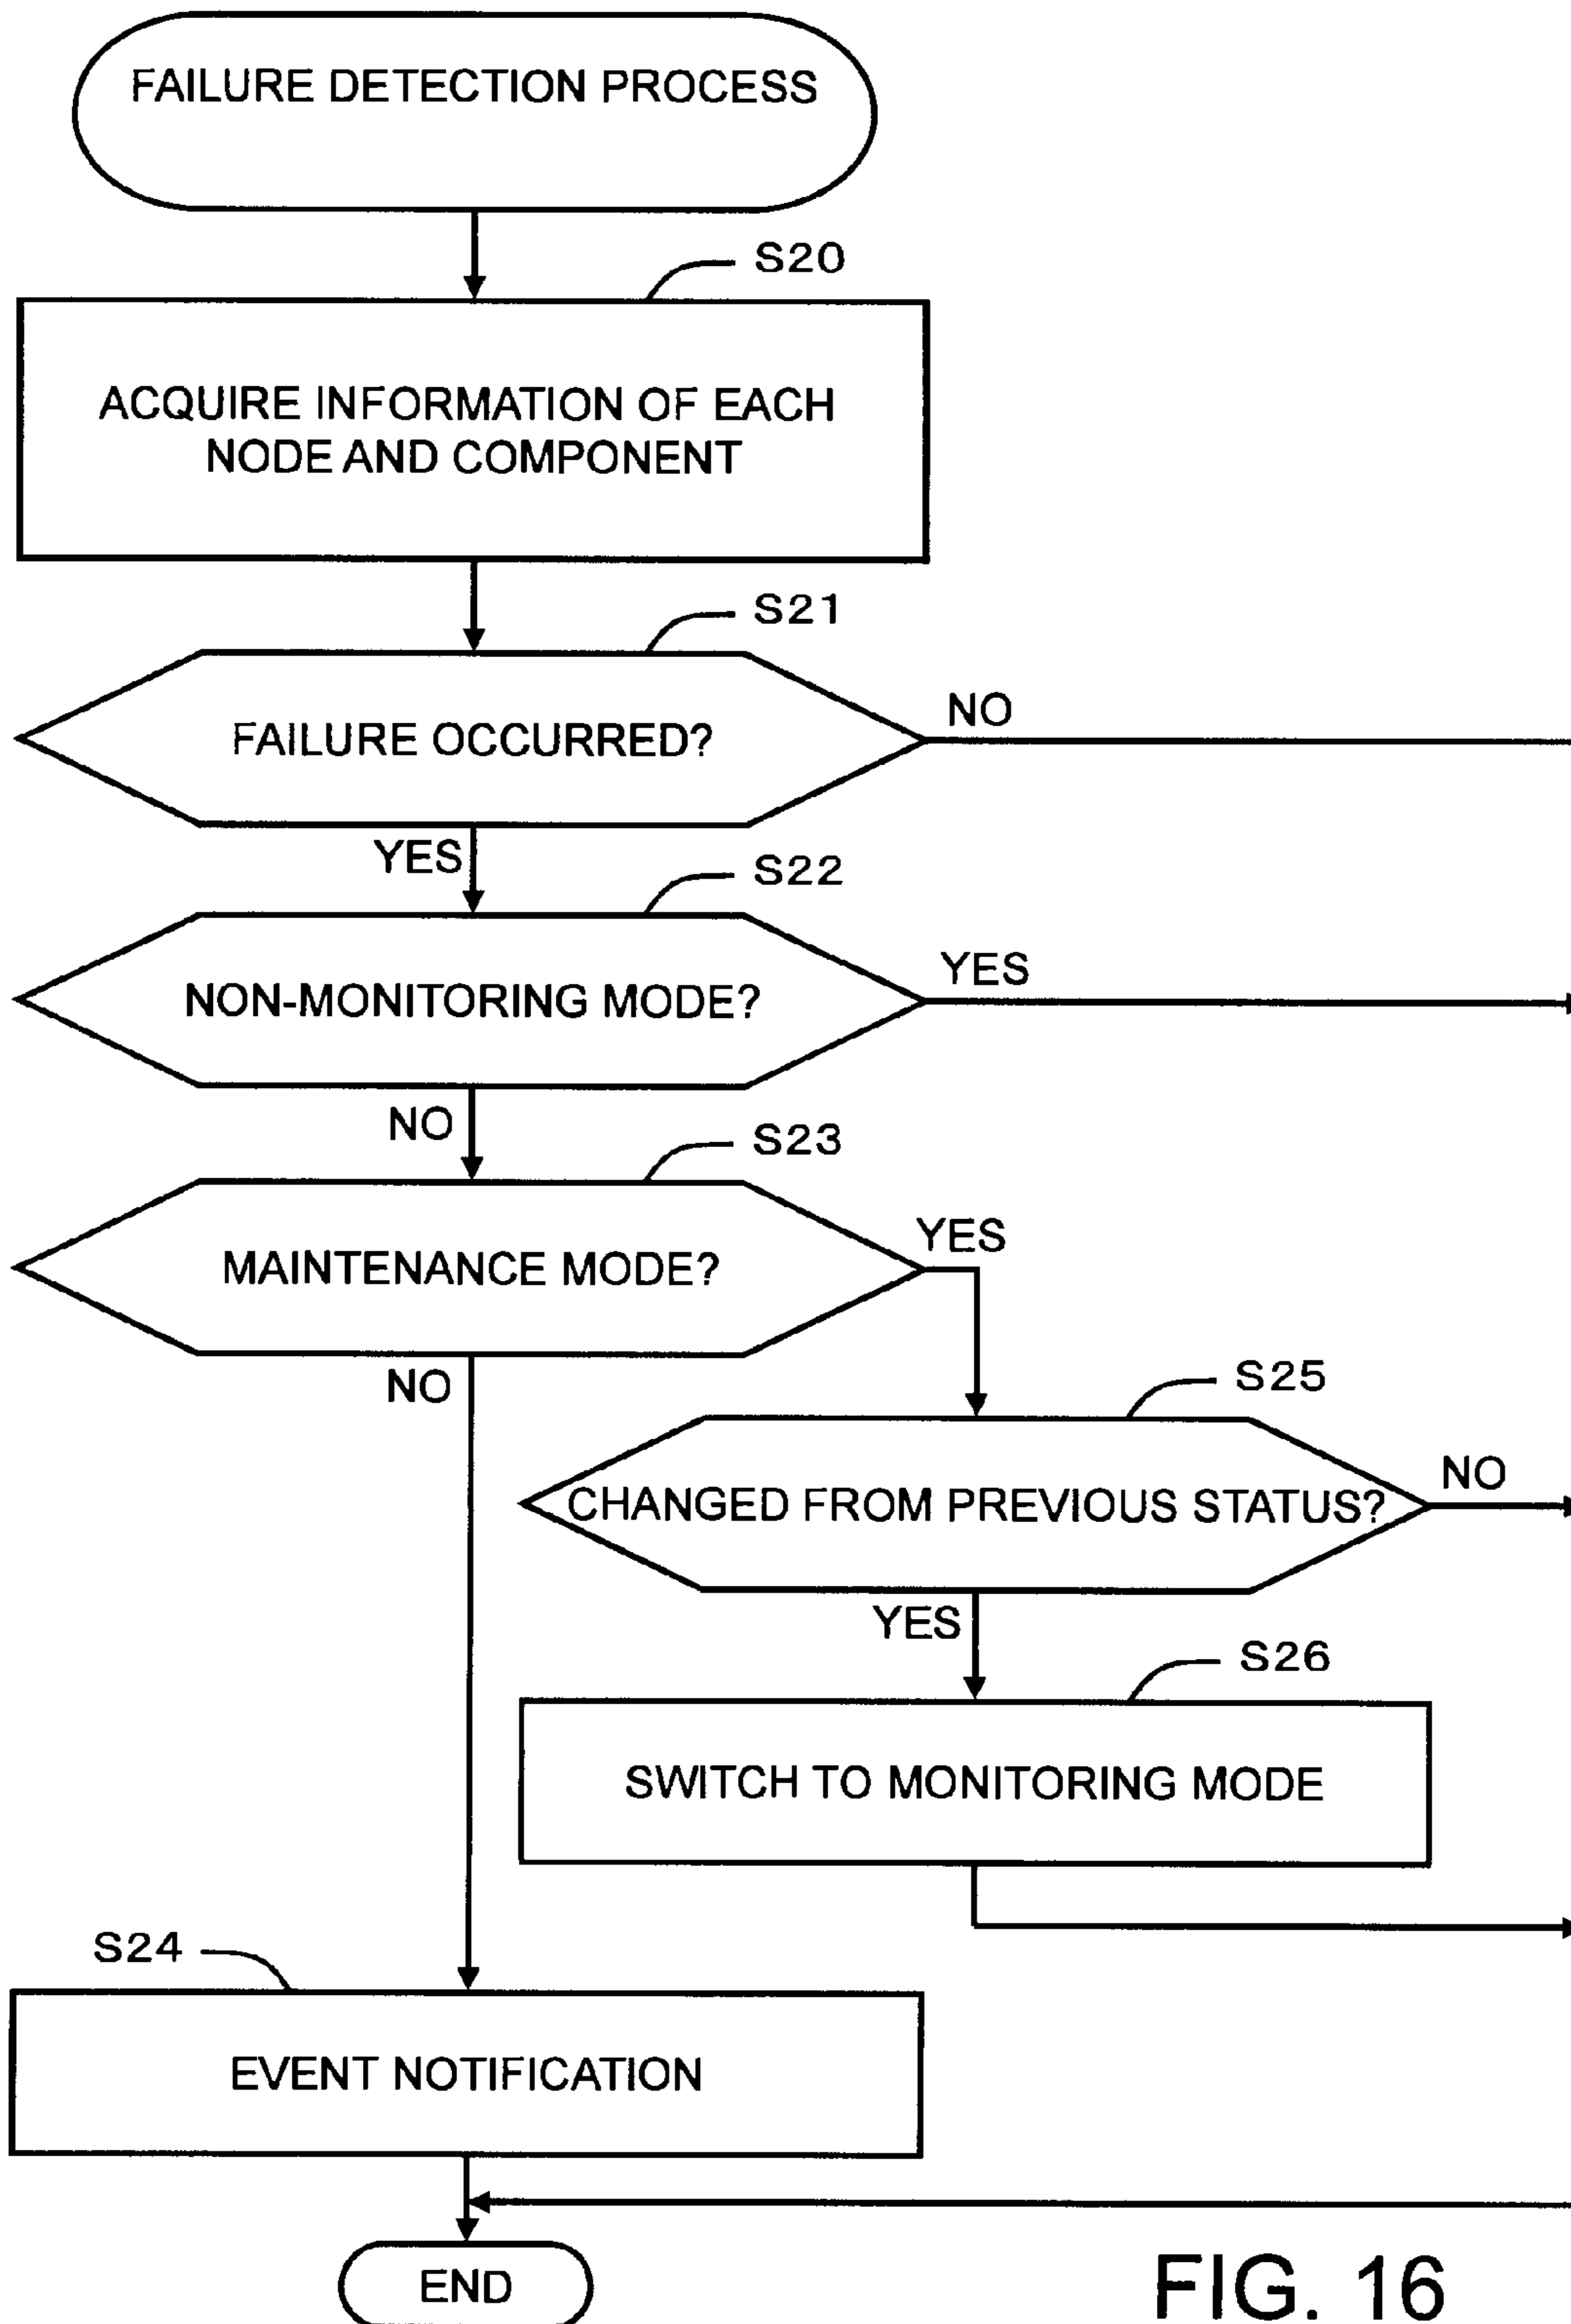 FAILURE DETECTION PROCESS
S20
ACQUIRE INFORMATION OF EACH
NODE AND COMPONENT
S21
FAILURE OCCURRED?
NO
YES
S22
NON-MONITORING MODE?
YES
NO
S23
MAINTENANCE MODE?
YES
NO
S25
CHANGED FROM PREVIOUS STATUS?
NO
YES
S26
SWITCH TO MONITORING MODE
S24
EVENT NOTIFICATION
END
FIG. 16